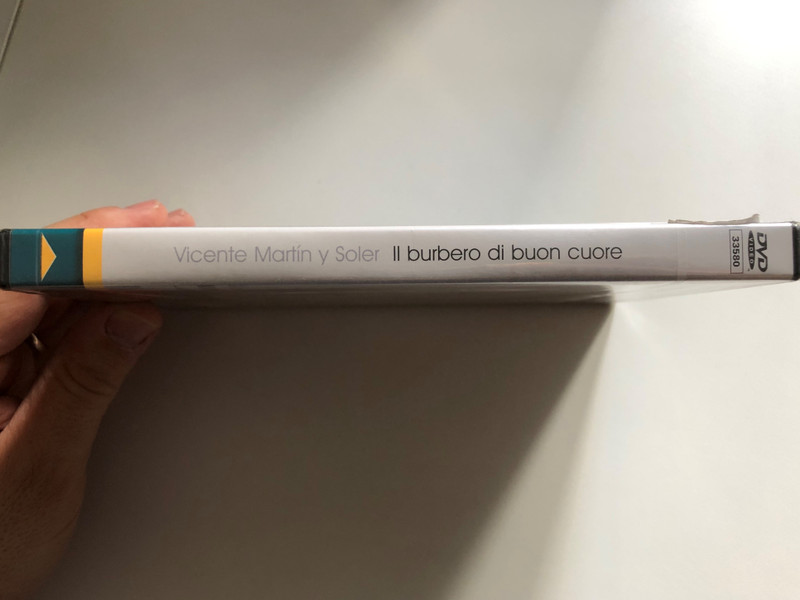 Vicente Martín y Soler Il burbero di buon cuore
33580
DVD
VIDEO